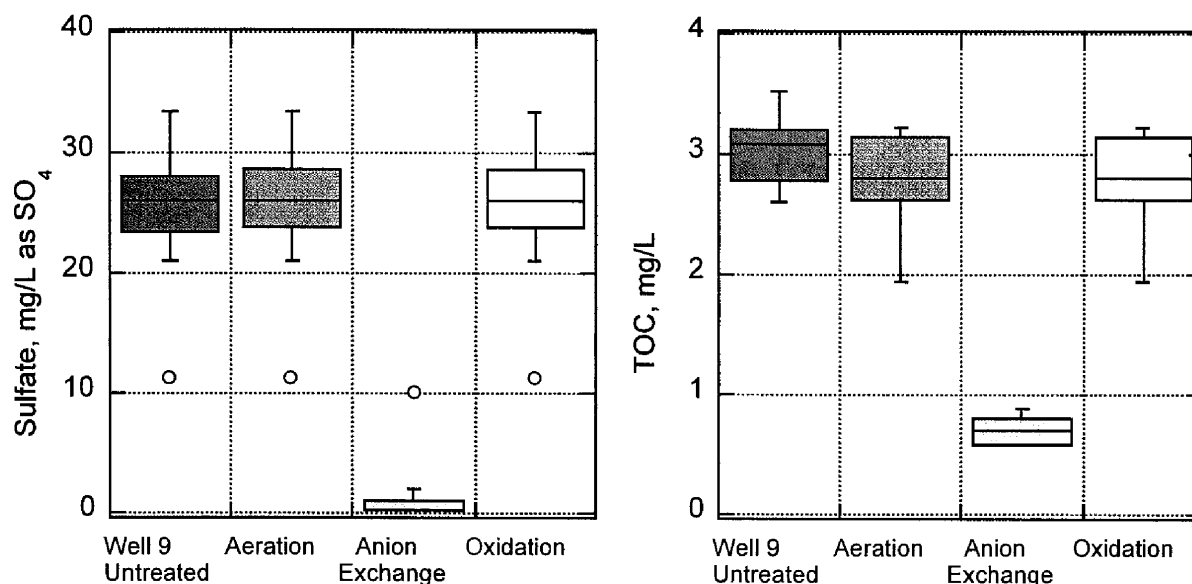 Sulfate, mg/L as SO4
40
30
20
10
0
Well 9
Untreated
Aeration
Anion
Exchange
Oxidation
TOC, mg/L
4
3
2
1
0
Well 9
Untreated
Aeration
Anion
Exchange
Oxidation